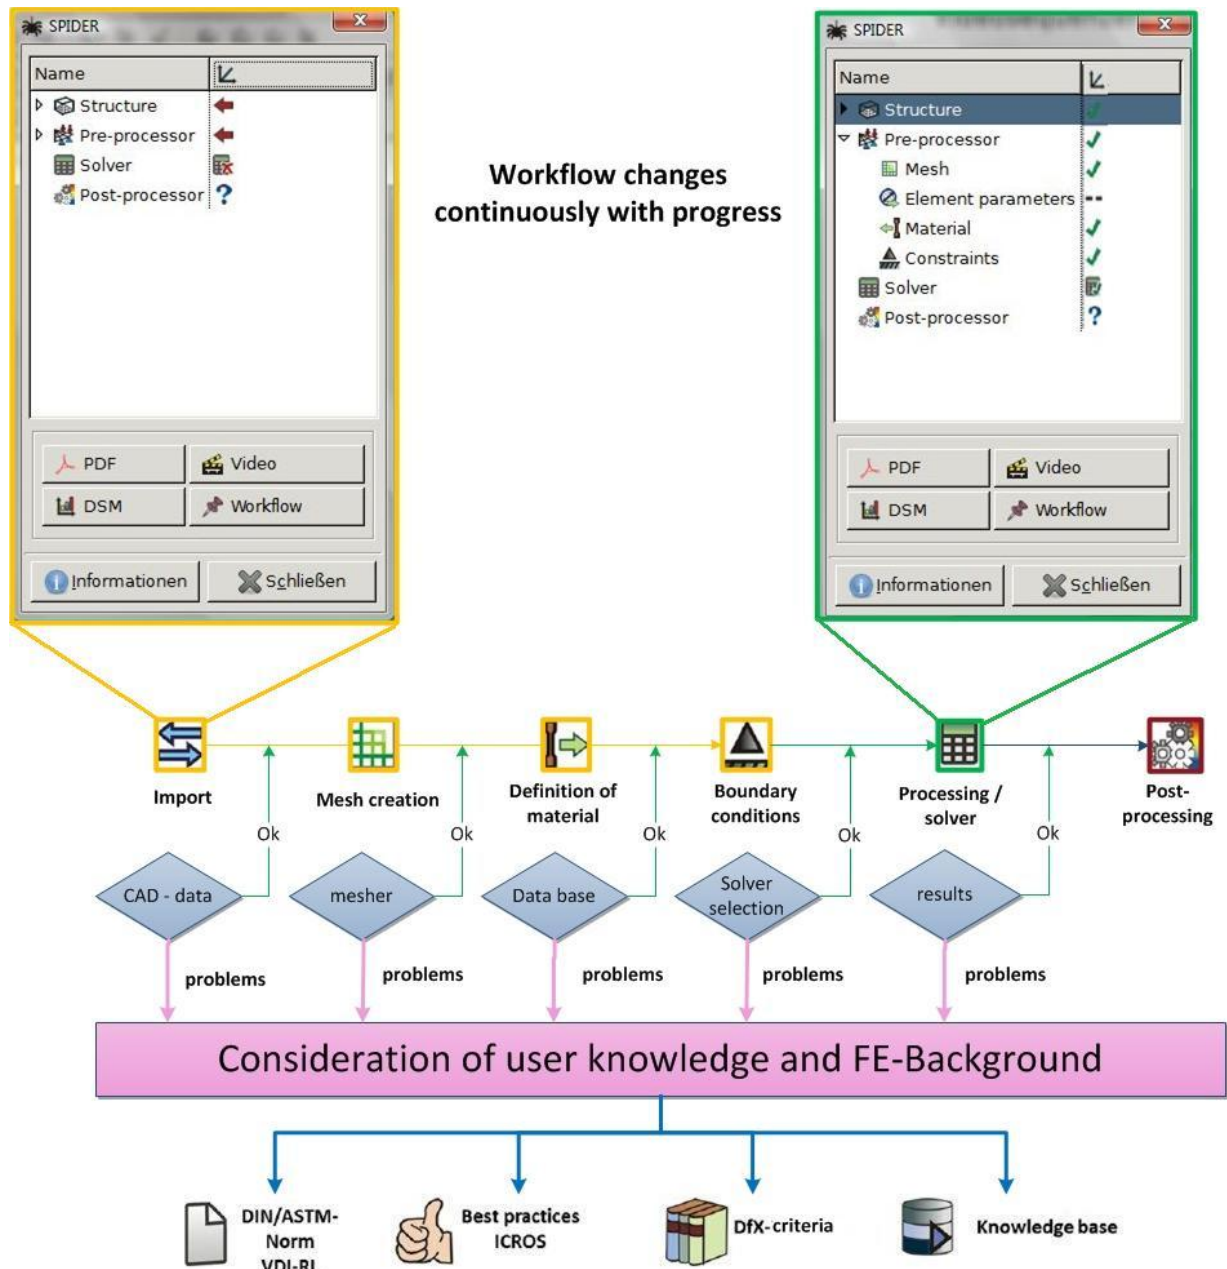 SPIDER
Name
Structure
Pre-processor
Solver
Post-processor
?
PDF
Video
DSM
Workflow
Informationen
Schließen
Workflow changes
continuously with progress
SPIDER
Name
Structure
Pre-processor
Mesh
Element parameters --
Material
Constraints
Solver
Post-processor
?
PDF
Video
DSM
Workflow
Informationen
Schließen
Import
Mesh creation
Definition of
material
Boundary
conditions
Processing /
solver
Post-
processing
Ok
Ok
Ok
Ok
Ok
CAD - data
mesher
Data base
Solver
selection
results
problems
problems
problems
problems
problems
Consideration of user knowledge and FE-Background
DIN/ASTM-
Norm
VDI-RL
Best practices
ICROS
DfX-criteria
Knowledge base